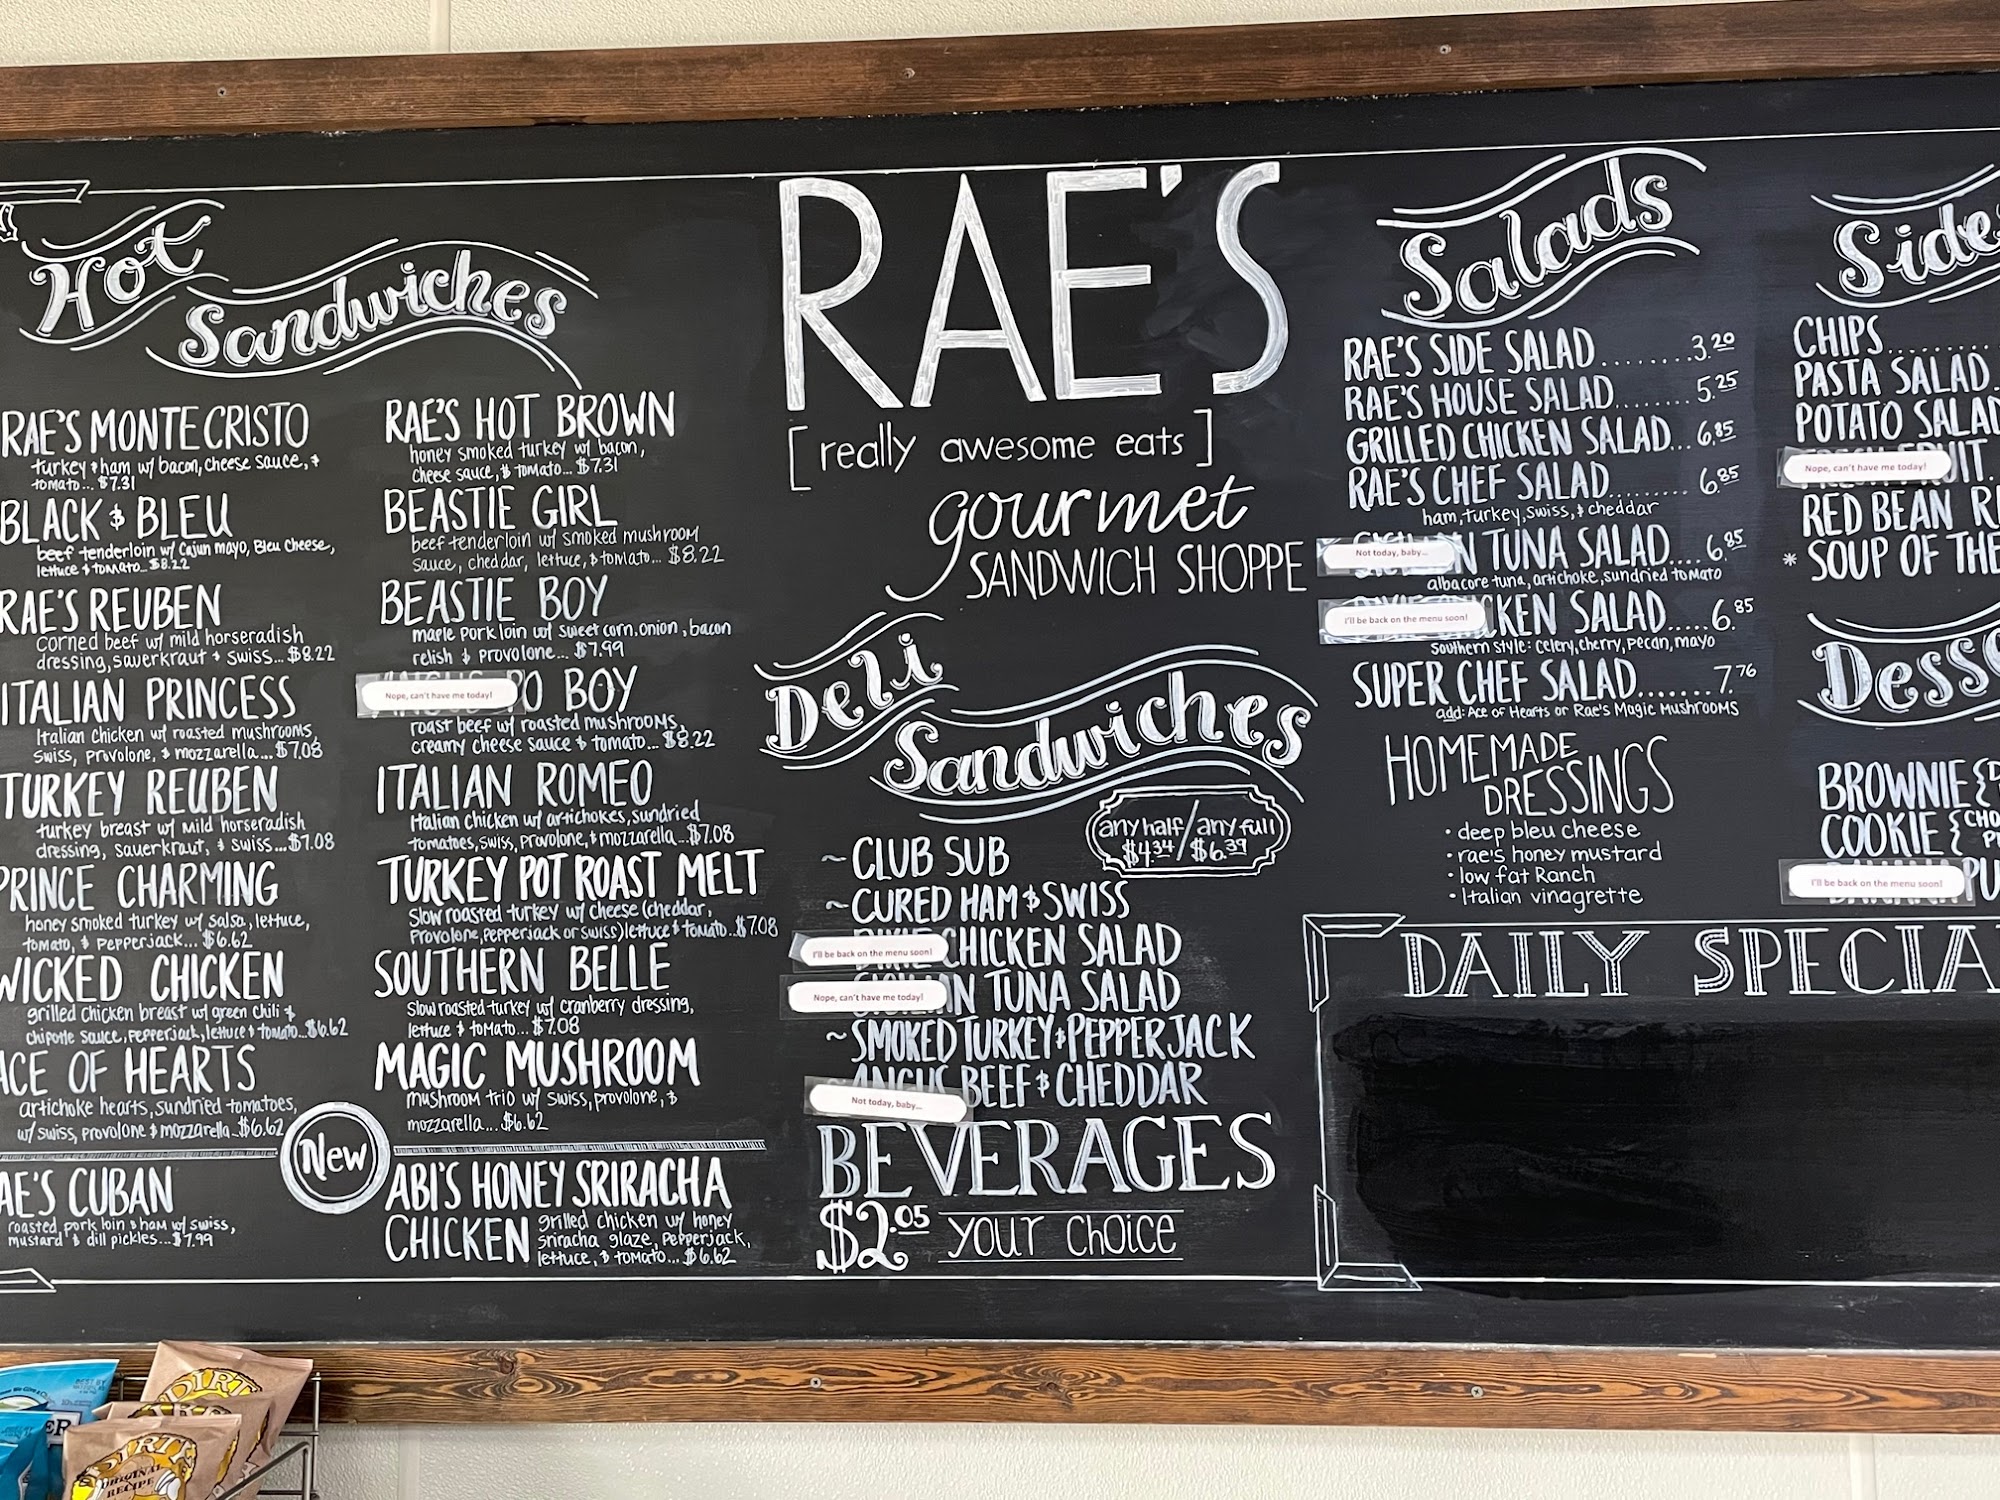 Hot
Sandwiches
RAE'S MONTE CRISTO
turkey & ham w/ bacon, cheese sauce, &
tomato... $7.31
BLACK & BLEU
beef tenderloin w/ Cajun mayo, Bleu cheese,
lettuce & tomato... $8.22
RAE'S REUBEN
corned beef w/ mild horseradish
dressing, sauerkraut & swiss... $8.22
ITALIAN PRINCESS
Italian chicken w/ roasted mushrooms,
swiss, provolone, & mozzarella... $7.08
TURKEY REUBEN
turkey breast w/ mild horseradish
dressing, sauerkraut, & swiss... $7.08
PRINCE CHARMING
honey smoked turkey w/ salsa, lettuce,
tomato, & pepperjack... $6.62
WICKED CHICKEN
grilled chicken breast w/ green chili &
chipotle sauce, pepperjack, lettuce & tomato... $6.62
ACE OF HEARTS
artichoke hearts, sundried tomatoes,
w/ swiss, provolone & mozzarella... $6.62
AE'S CUBAN
roasted pork loin & ham w/ swiss,
mustard & dill pickles... $7.99
New
RAE'S HOT BROWN
honey smoked turkey w/ bacon,
cheese sauce, & tomato... $7.31
BEASTIE GIRL
beef tenderloin w/ smoked mushroom
sauce, cheddar, lettuce, & tomato... $8.22
BEASTIE BOY
maple pork loin w/ sweet corn, onion, bacon
relish & provolone... $7.99
Nope, can't have me today! PO BOY
roast beef w/ roasted mushrooms,
creamy cheese sauce & tomato... $8.22
ITALIAN ROMEO
Italian chicken w/ artichokes, sundried
tomatoes, swiss, provolone, & mozzarella... $7.08
TURKEY POT ROAST MELT
Slow roasted turkey w/ cheese (cheddar,
provolone, pepperjack or swiss) lettuce & tomato... $7.08
SOUTHERN BELLE
Slow roasted turkey w/ cranberry dressing,
lettuce & tomato... $7.08
MAGIC MUSHROOM
mushroom trio w/ swiss, provolone, &
mozzarella... $6.62
ABI'S HONEY SRIRACHA
CHICKEN grilled chicken w/ honey
sriracha glaze, pepperjack,
lettuce, & tomato... $6.62
RAE'S
[really awesome eats]
gourmet
SANDWICH SHOPPE
Deli
Sandwiches
any half / any full
$4.34 / $6.39
~ CLUB SUB
~ CURED HAM & SWISS
I'll be back on the menu soon! CHICKEN SALAD
Nope, can't have me today! TUNA SALAD
~ SMOKED TURKEY & PEPPER JACK
ANGUS BEEF & CHEDDAR
Not today, baby...
BEVERAGES
$2.05 your choice
Salads
RAE'S SIDE SALAD.........3.20
RAE'S HOUSE SALAD........5.25
GRILLED CHICKEN SALAD...6.85
RAE'S CHEF SALAD.........6.85
ham, turkey, swiss, & cheddar
Not today, baby... TUNA SALAD....6.85
albacore tuna, artichoke, sundried tomato
I'll be back on the menu soon! CHICKEN SALAD.....6.85
Southern style: celery, cherry, pecan, mayo
SUPER CHEF SALAD........7.76
add: Ace of Hearts or Rae's Magic Mushrooms
HOMEMADE
DRESSINGS
• deep bleu cheese
• rae's honey mustard
• low fat Ranch
• Italian vinagrette
Sides
CHIPS
PASTA SALAD
POTATO SALAD
Nope, can't have me today!
RED BEAN
* SOUP OF THE
BROWNIE
COOKIE
I'll be back on the menu soon!
DAILY
ORIGINAL
RECIPE